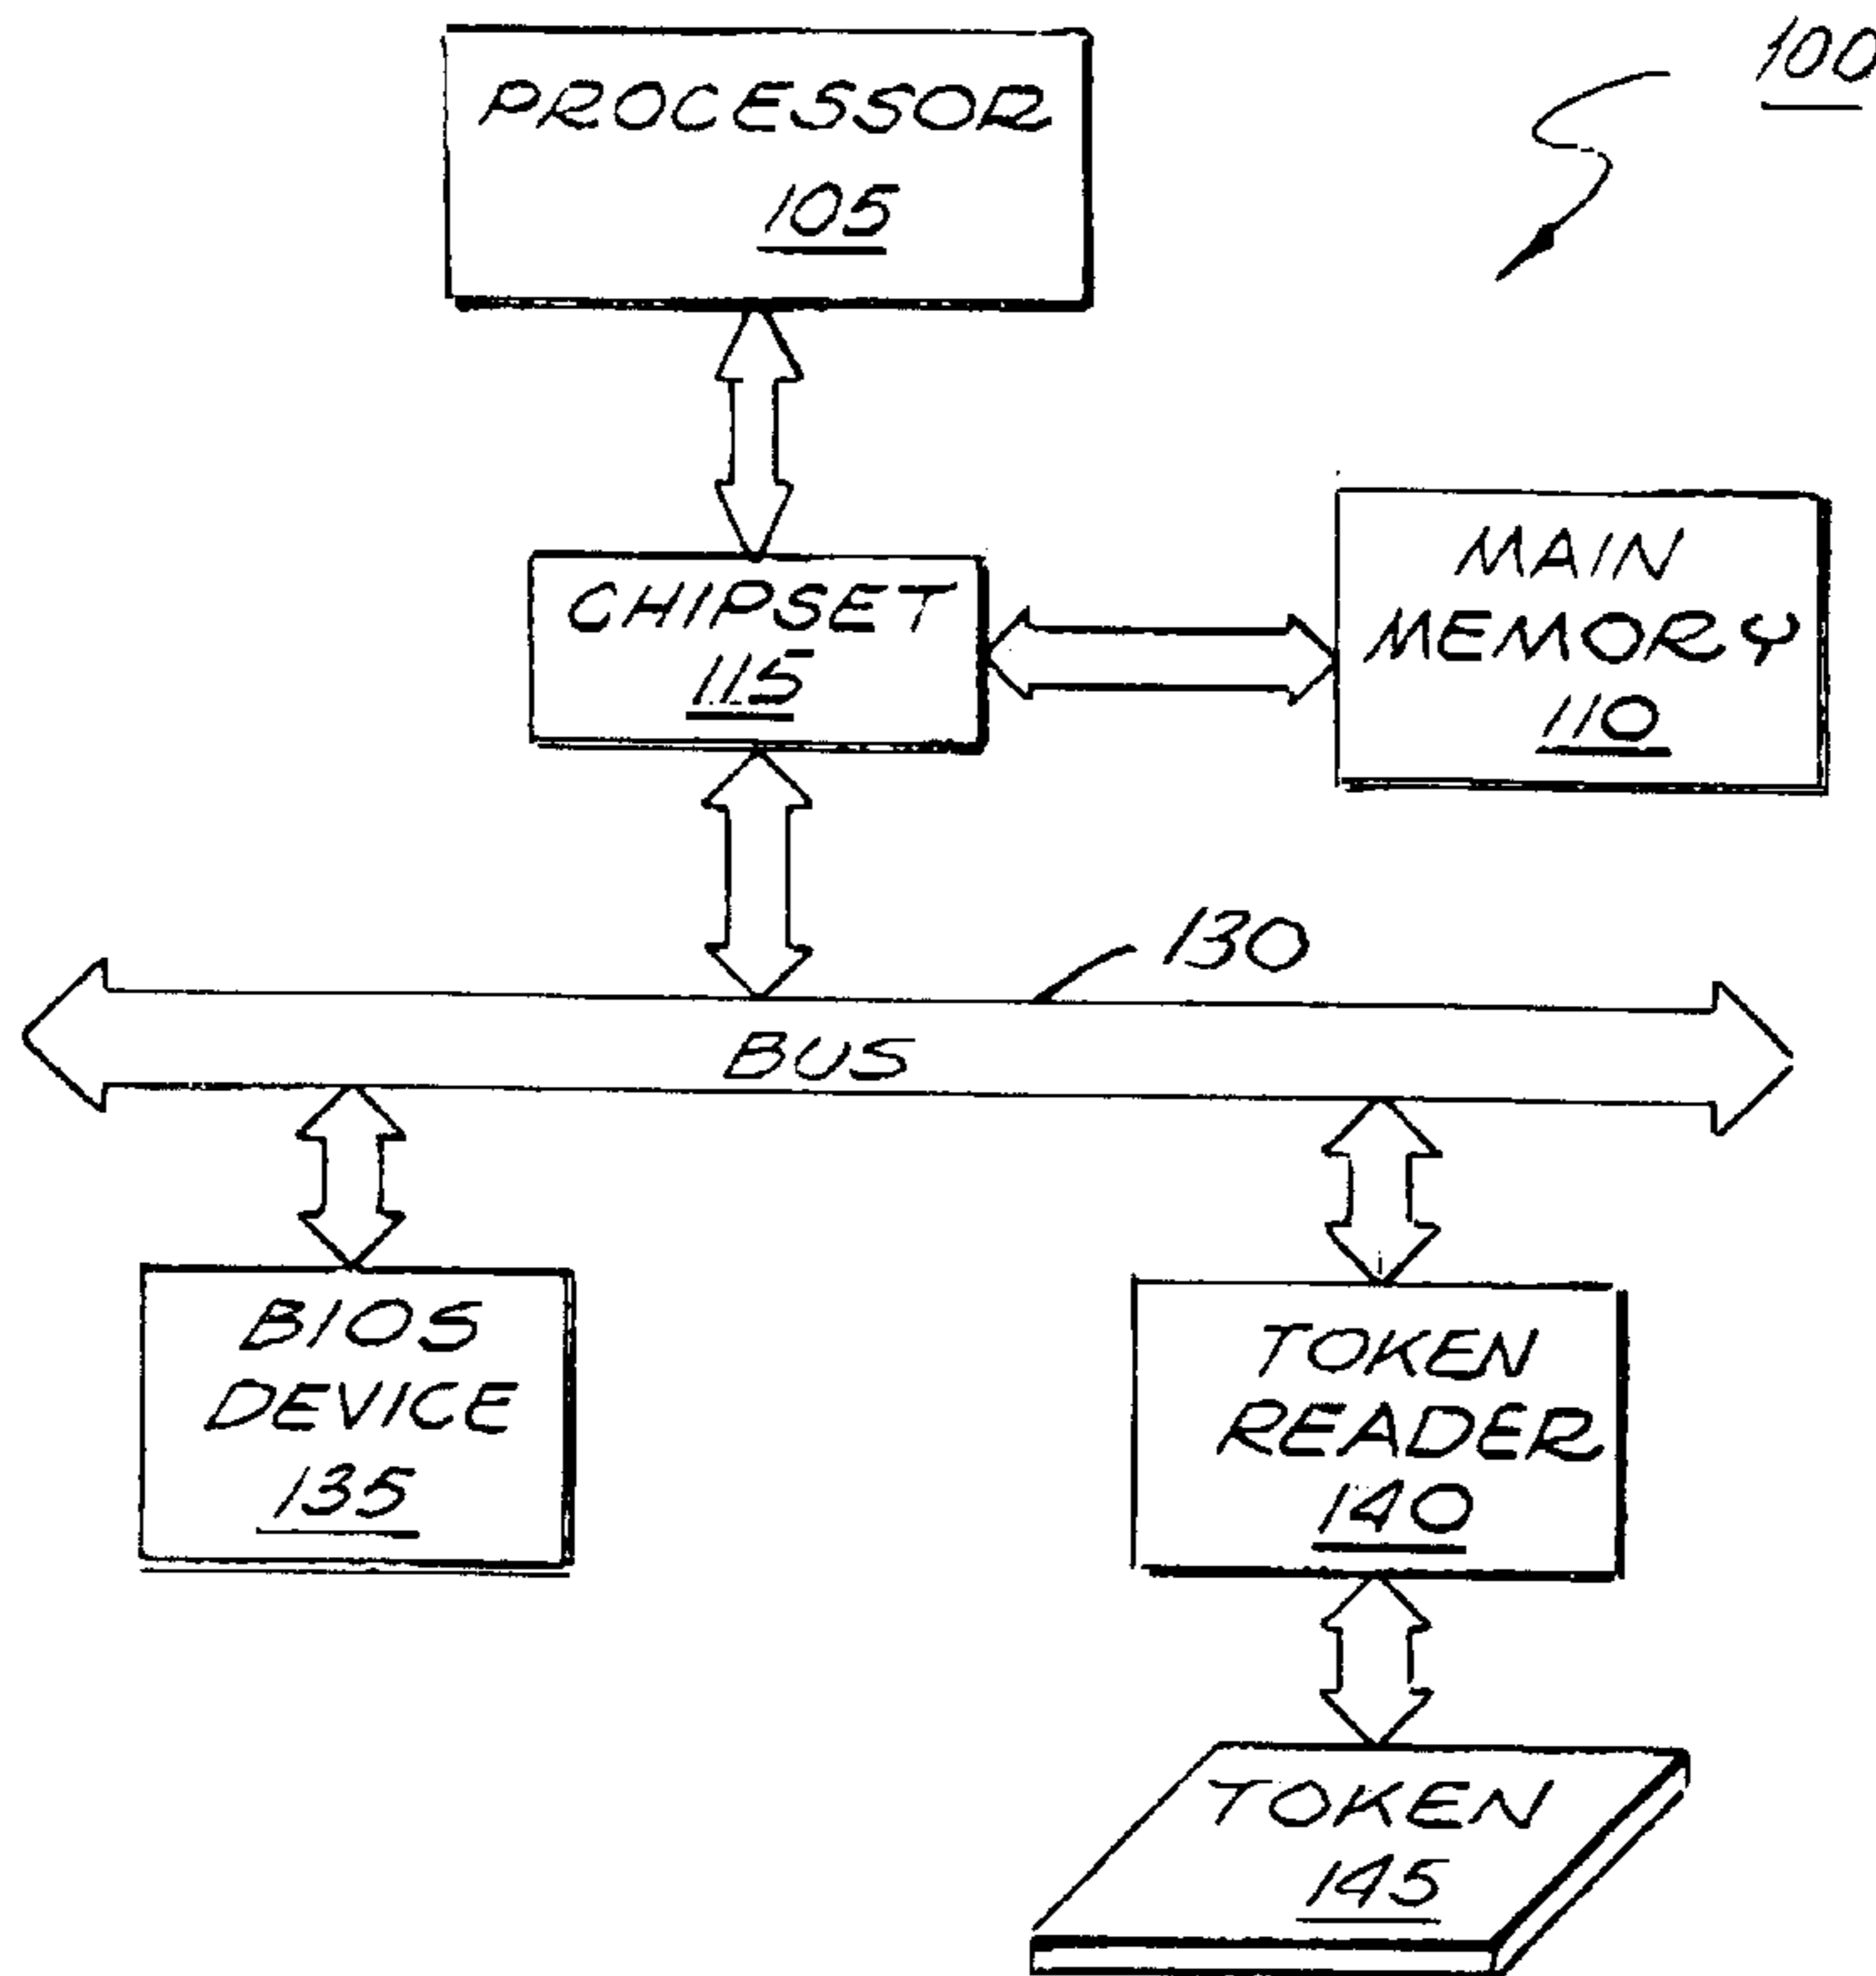 100
PROCESSOR
105
CHIPSET
115
MAIN
MEMORY
110
130
BUS
BIOS
DEVICE
135
TOKEN
READER
140
TOKEN
145